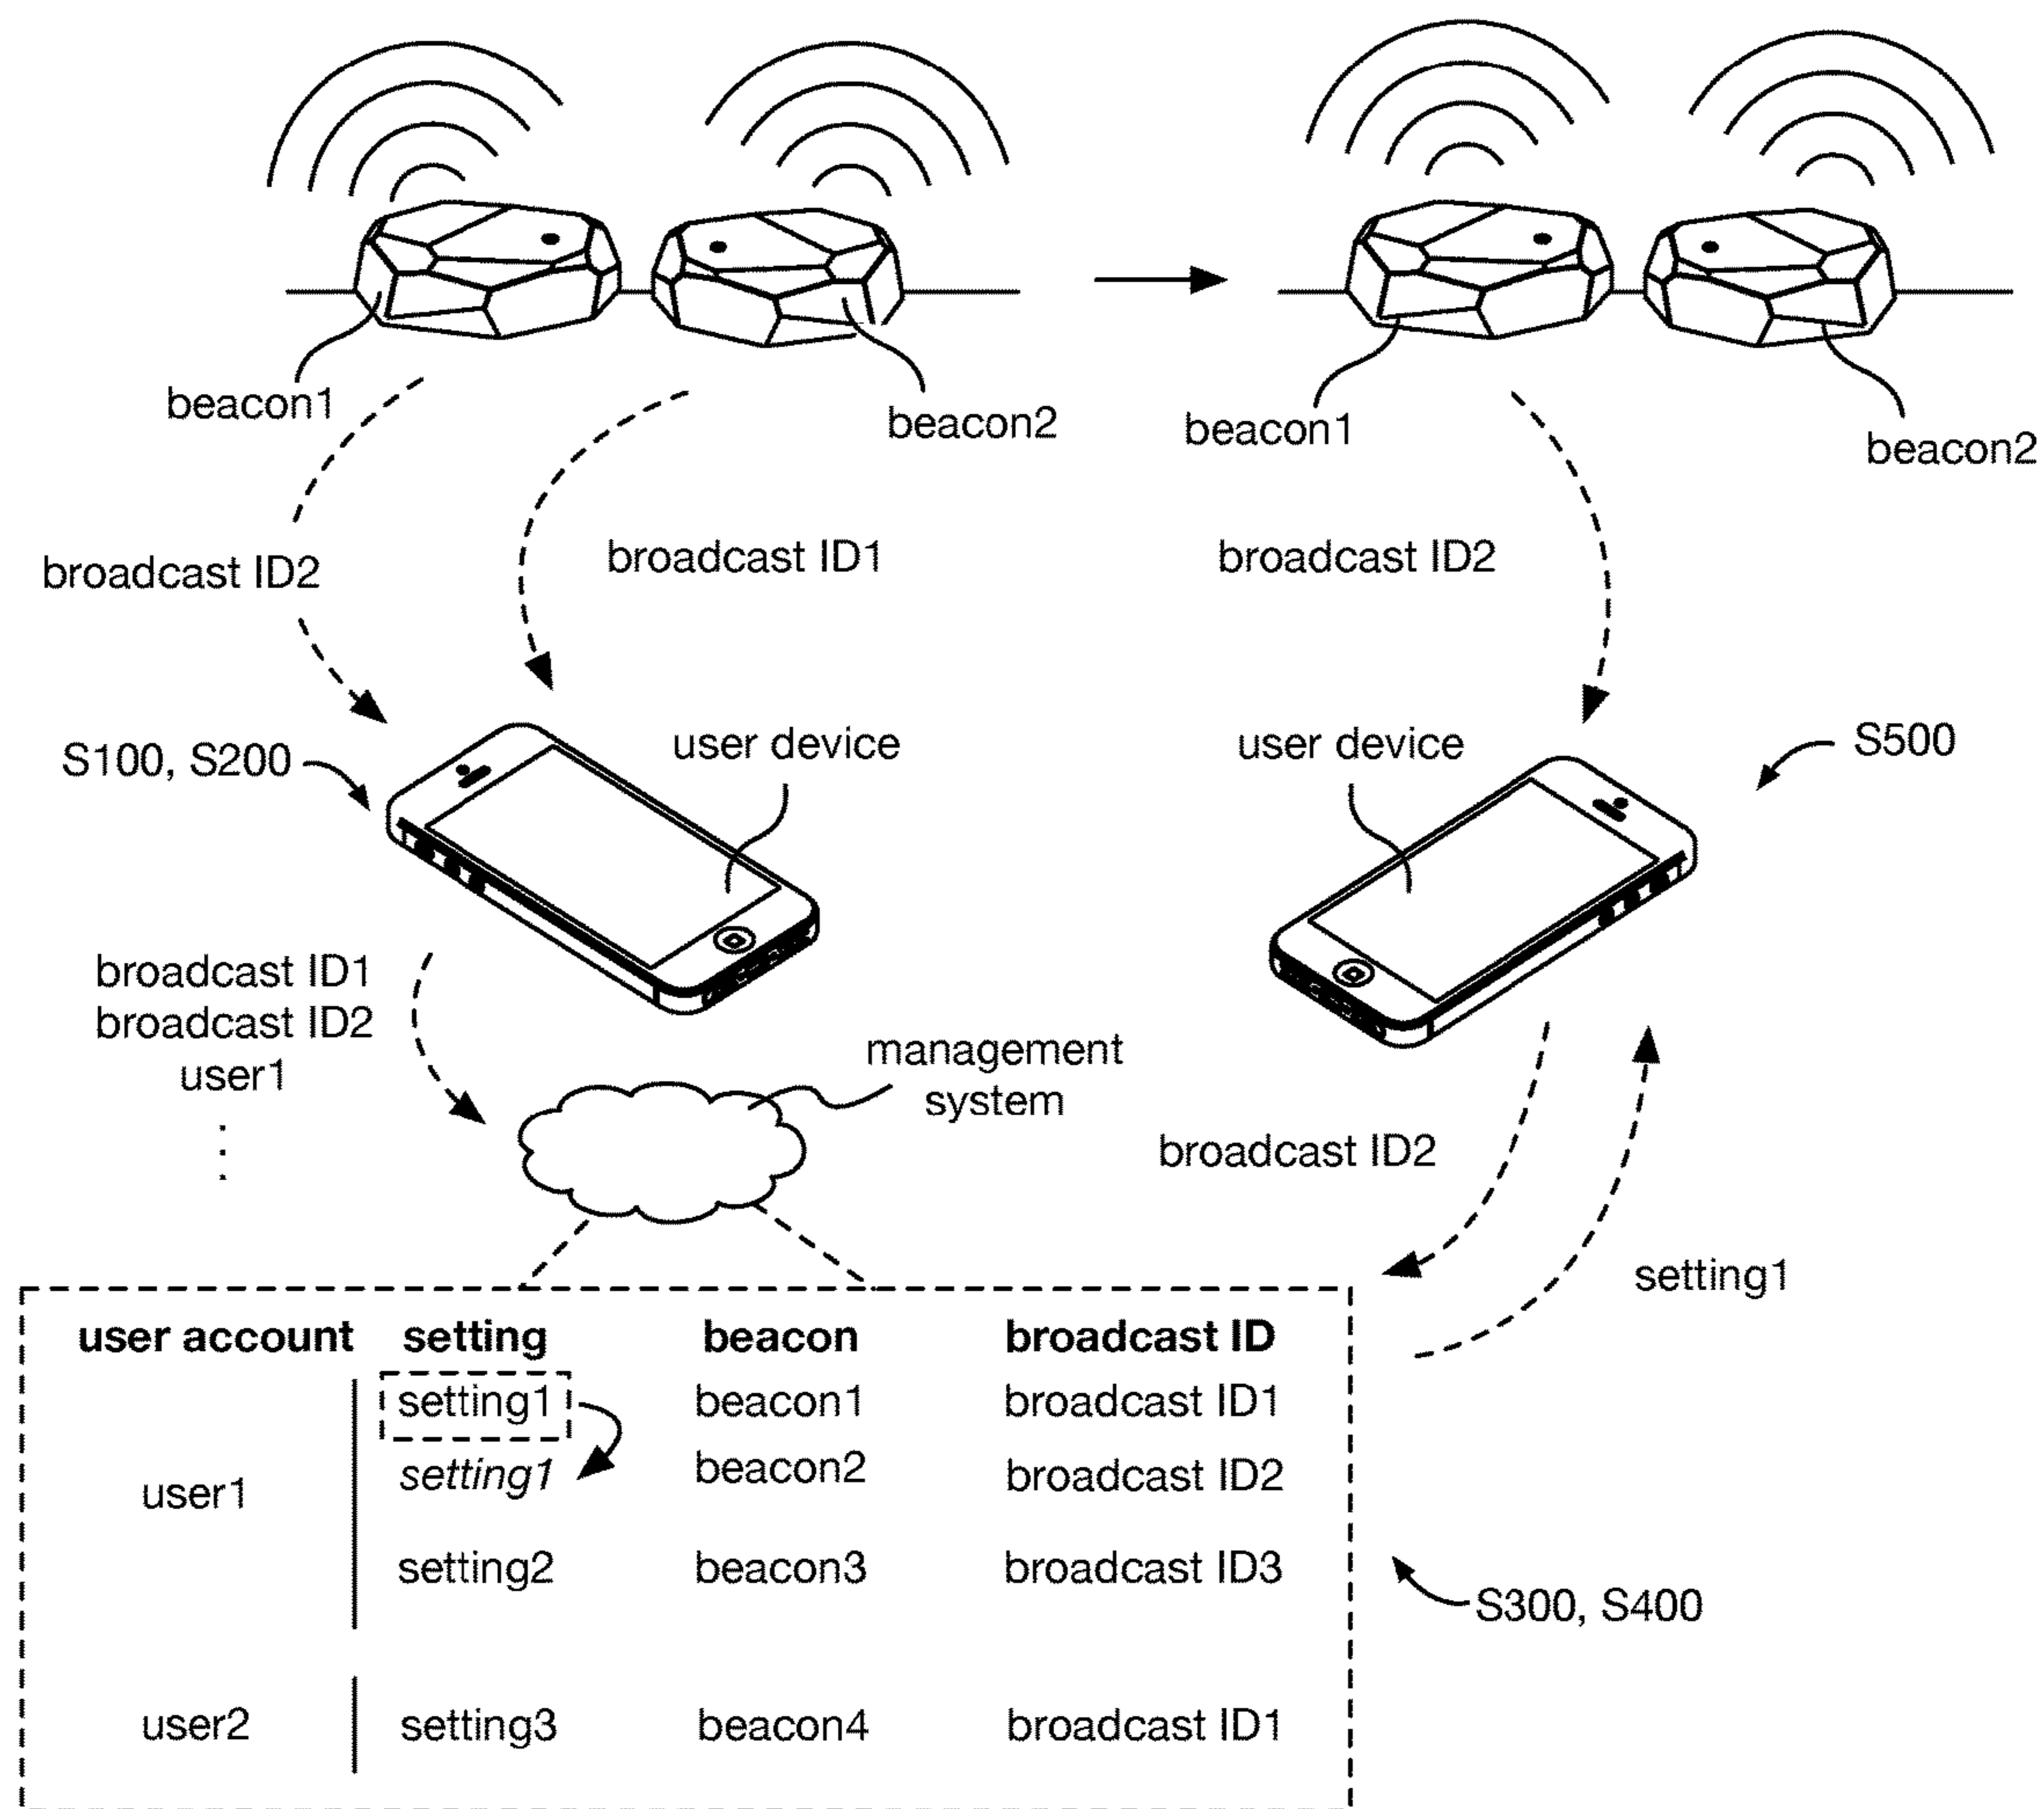 beacon1
beacon2
beacon1
beacon2
broadcast ID2
broadcast ID1
broadcast ID2
S100, S200
user device
user device
S500
broadcast ID1
broadcast ID2
user1
⋮
management
system
broadcast ID2
setting1
user account setting beacon broadcast ID
setting1 beacon1 broadcast ID1
user1
setting1 beacon2 broadcast ID2
setting2 beacon3 broadcast ID3
S300, S400
user2 setting3 beacon4 broadcast ID1